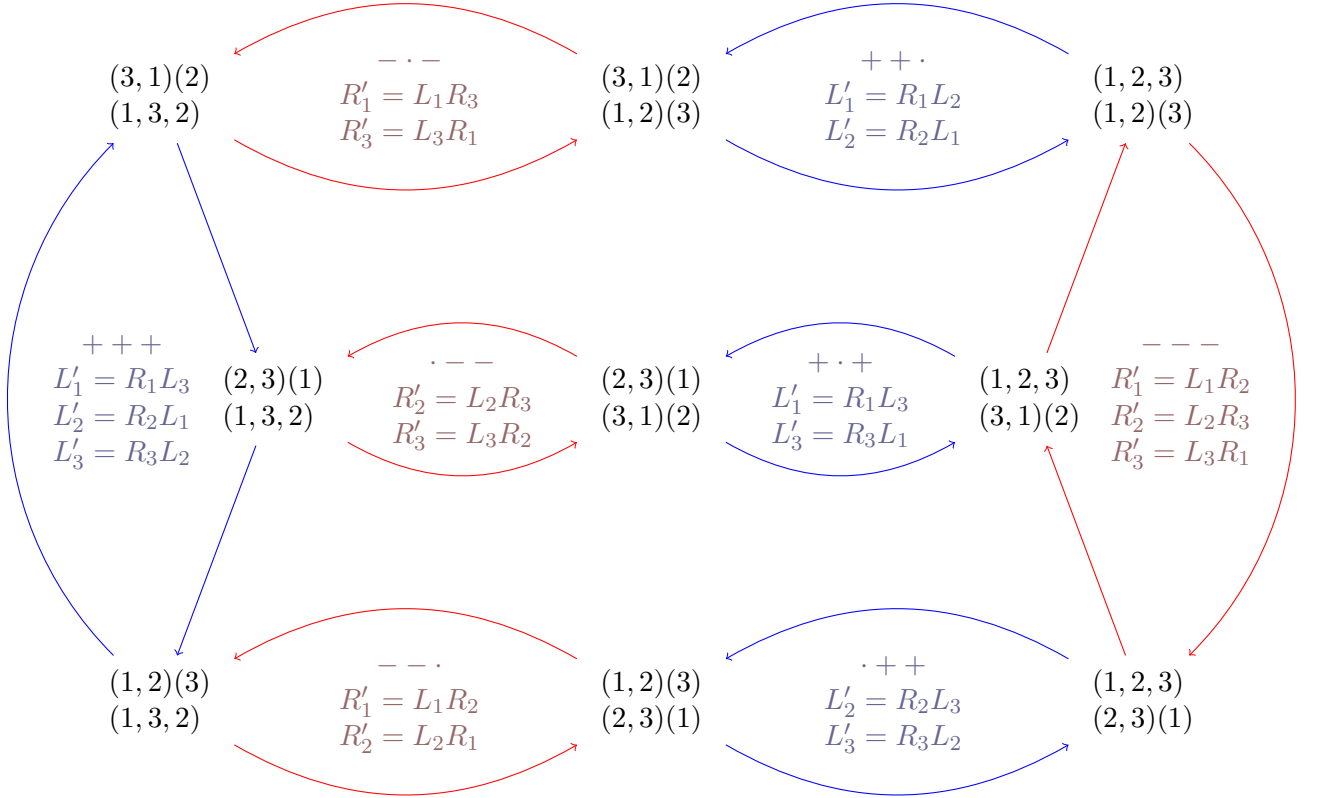 (3, 1)(2)
(1, 3, 2)
− · −
R′₁ = L₁R₃
R′₃ = L₃R₁
(3, 1)(2)
(1, 2)(3)
+ + ·
L′₁ = R₁L₂
L′₂ = R₂L₁
(1, 2, 3)
(1, 2)(3)
+ + +
L′₁ = R₁L₃
L′₂ = R₂L₁
L′₃ = R₃L₂
(2, 3)(1)
(1, 3, 2)
· − −
R′₂ = L₂R₃
R′₃ = L₃R₂
(2, 3)(1)
(3, 1)(2)
+ · +
L′₁ = R₁L₃
L′₃ = R₃L₁
(1, 2, 3)
(3, 1)(2)
− − −
R′₁ = L₁R₂
R′₂ = L₂R₃
R′₃ = L₃R₁
(1, 2)(3)
(1, 3, 2)
− − ·
R′₁ = L₁R₂
R′₂ = L₂R₁
(1, 2)(3)
(2, 3)(1)
· + +
L′₂ = R₂L₃
L′₃ = R₃L₂
(1, 2, 3)
(2, 3)(1)